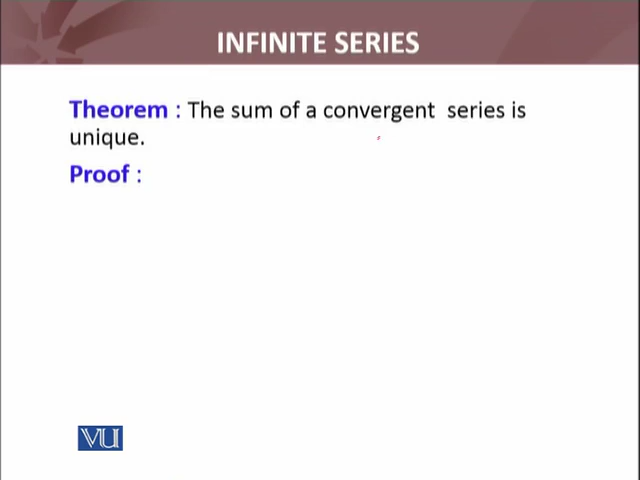 INFINITE SERIES
Theorem : The sum of a convergent series is
unique.
Proof :
VU